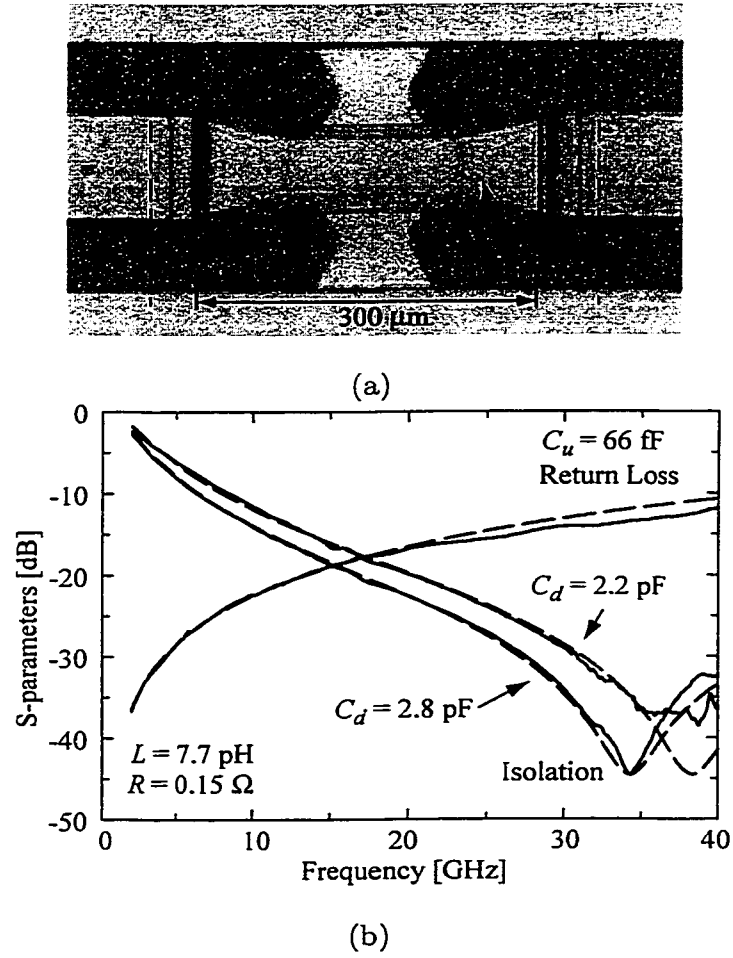 300 μm
(a)
0
-10
-20
-30
-40
-50
S-parameters [dB]
C_u = 66 fF
Return Loss
C_d = 2.2 pF
C_d = 2.8 pF
L = 7.7 pH
R = 0.15 Ω
Isolation
0 10 20 30 40
Frequency [GHz]
(b)